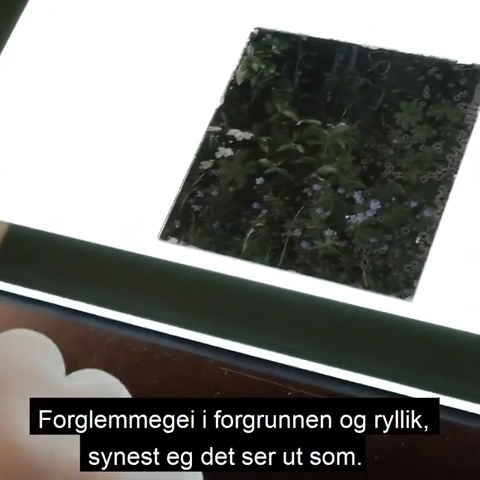 Forglemmegei i forgrunnen og ryllik,
synest eg det ser ut som.